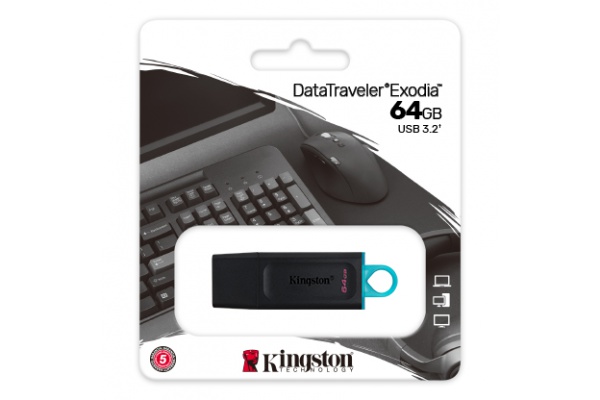 DataTraveler®Exodia™
64GB
USB 3.2¹
Kingston
64GB
5
Kingston
TECHNOLOGY